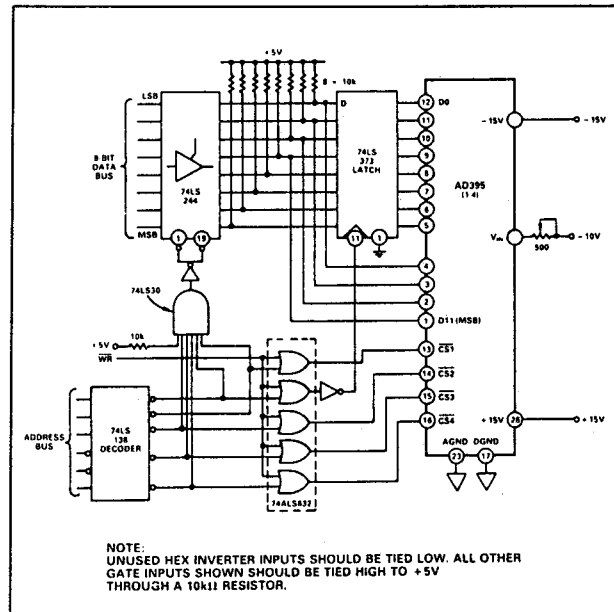 +5V
8 - 10k
LSB
8-BIT
DATA
BUS
MSB
74LS
244
1
19
D
74LS
373
LATCH
11
1
12 D0
11
10
9
8
7
6
5
4
3
2
1 D11 (MSB)
13 CS1
14 CS2
15 CS3
16 CS4
AD395
-15V
-15V
500
-10V
+15V
26
+15V
AGND
DGND
23
17
74LS30
+5V
10k
WR
ADDRESS
BUS
74LS
138
DECODER
74ALS832
NOTE:
UNUSED HEX INVERTER INPUTS SHOULD BE TIED LOW. ALL OTHER
GATE INPUTS SHOWN SHOULD BE TIED HIGH TO +5V
THROUGH A 10kΩ RESISTOR.